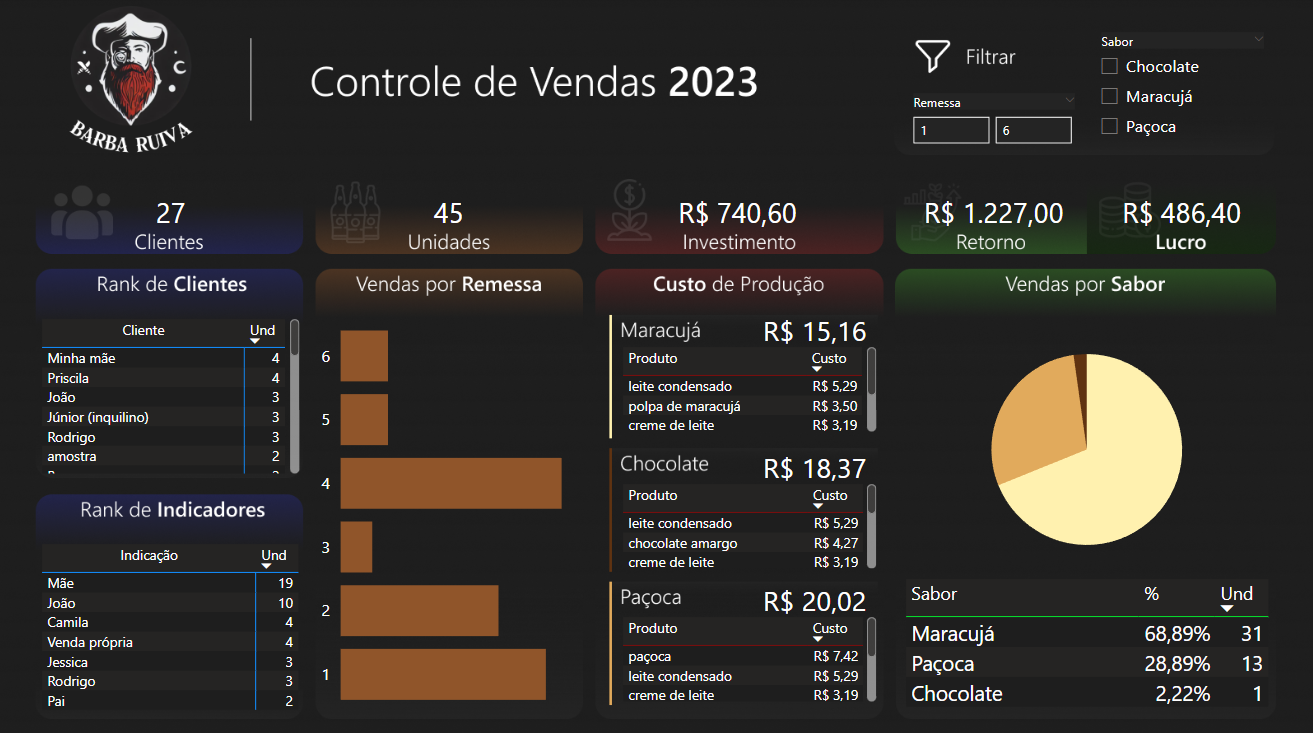 X C
BARBA RUIVA
Controle de Vendas 2023
Filtrar
Remessa
1 6
Sabor
Chocolate
Maracujá
Paçoca
27
Clientes
45
Unidades
R$ 740,60
Investimento
R$ 1.227,00
Retorno
R$ 486,40
Lucro
Rank de Clientes
Cliente Und
Minha mãe 4
Priscila 4
João 3
Júnior (inquilino) 3
Rodrigo 3
amostra 2
Rank de Indicadores
Indicação Und
Mãe 19
João 10
Camila 4
Venda própria 4
Jessica 3
Rodrigo 3
Pai 2
Vendas por Remessa
6
5
4
3
2
1
Custo de Produção
Maracujá R$ 15,16
Produto Custo
leite condensado R$ 5,29
polpa de maracujá R$ 3,50
creme de leite R$ 3,19
Chocolate R$ 18,37
Produto Custo
leite condensado R$ 5,29
chocolate amargo R$ 4,27
creme de leite R$ 3,19
Paçoca R$ 20,02
Produto Custo
paçoca R$ 7,42
leite condensado R$ 5,29
creme de leite R$ 3,19
Vendas por Sabor
Sabor % Und
Maracujá 68,89% 31
Paçoca 28,89% 13
Chocolate 2,22% 1